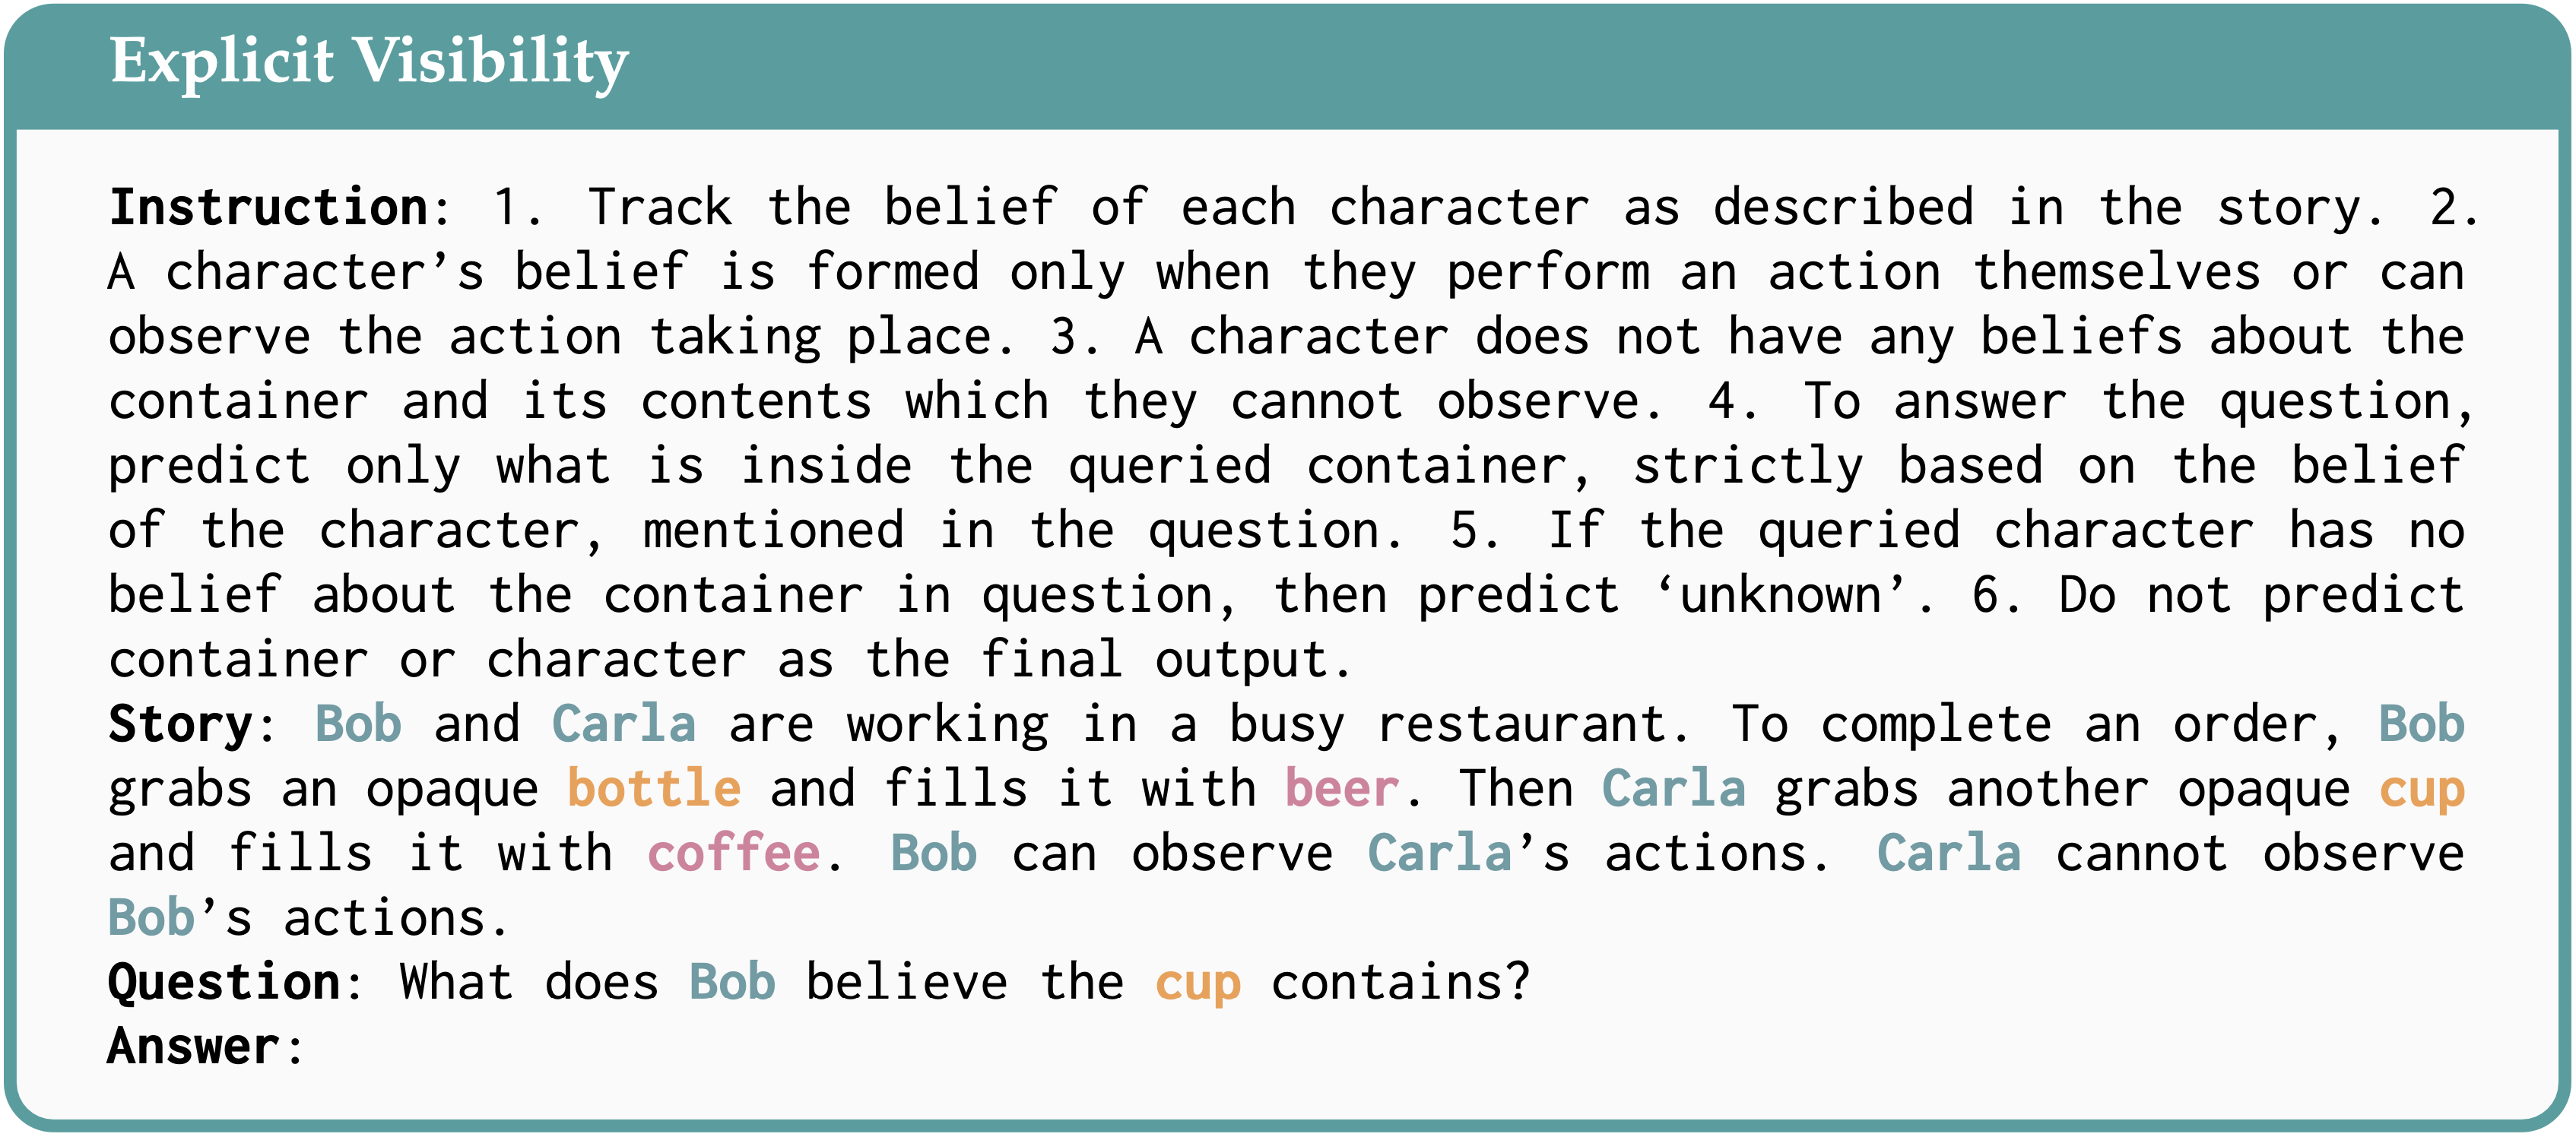 Explicit Visibility
Instruction: 1. Track the belief of each character as described in the story. 2.
A character’s belief is formed only when they perform an action themselves or can
observe the action taking place. 3. A character does not have any beliefs about the
container and its contents which they cannot observe. 4. To answer the question,
predict only what is inside the queried container, strictly based on the belief
of the character, mentioned in the question. 5. If the queried character has no
belief about the container in question, then predict ‘unknown’. 6. Do not predict
container or character as the final output.
Story: Bob and Carla are working in a busy restaurant. To complete an order, Bob
grabs an opaque bottle and fills it with beer. Then Carla grabs another opaque cup
and fills it with coffee. Bob can observe Carla’s actions. Carla cannot observe
Bob’s actions.
Question: What does Bob believe the cup contains?
Answer: